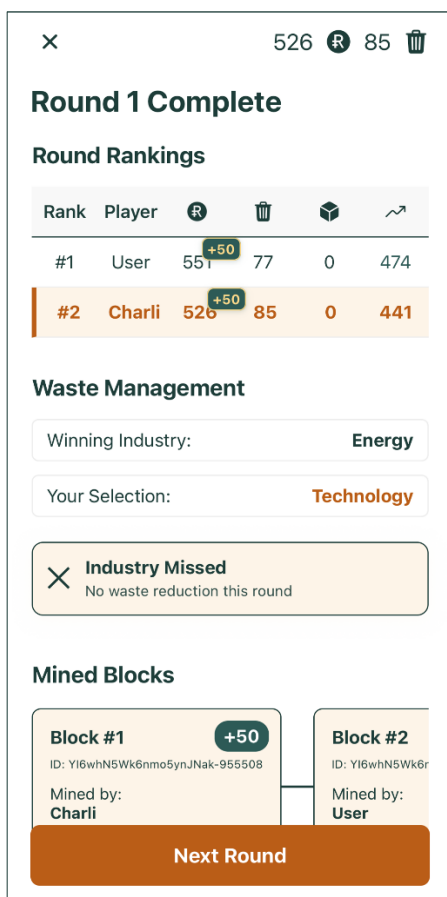 526 85
Round 1 Complete
Round Rankings
Rank Player
+50
#1 User 551 77 0 474
+50
#2 Charli 526 85 0 441
Waste Management
Winning Industry: Energy
Your Selection: Technology
Industry Missed
No waste reduction this round
Mined Blocks
Block #1 +50 Block #2
ID: YI6whN5Wk6nmo5ynJNak-955508 ID: YI6whN5Wk6r
Mined by: Mined by:
Charli User
Next Round